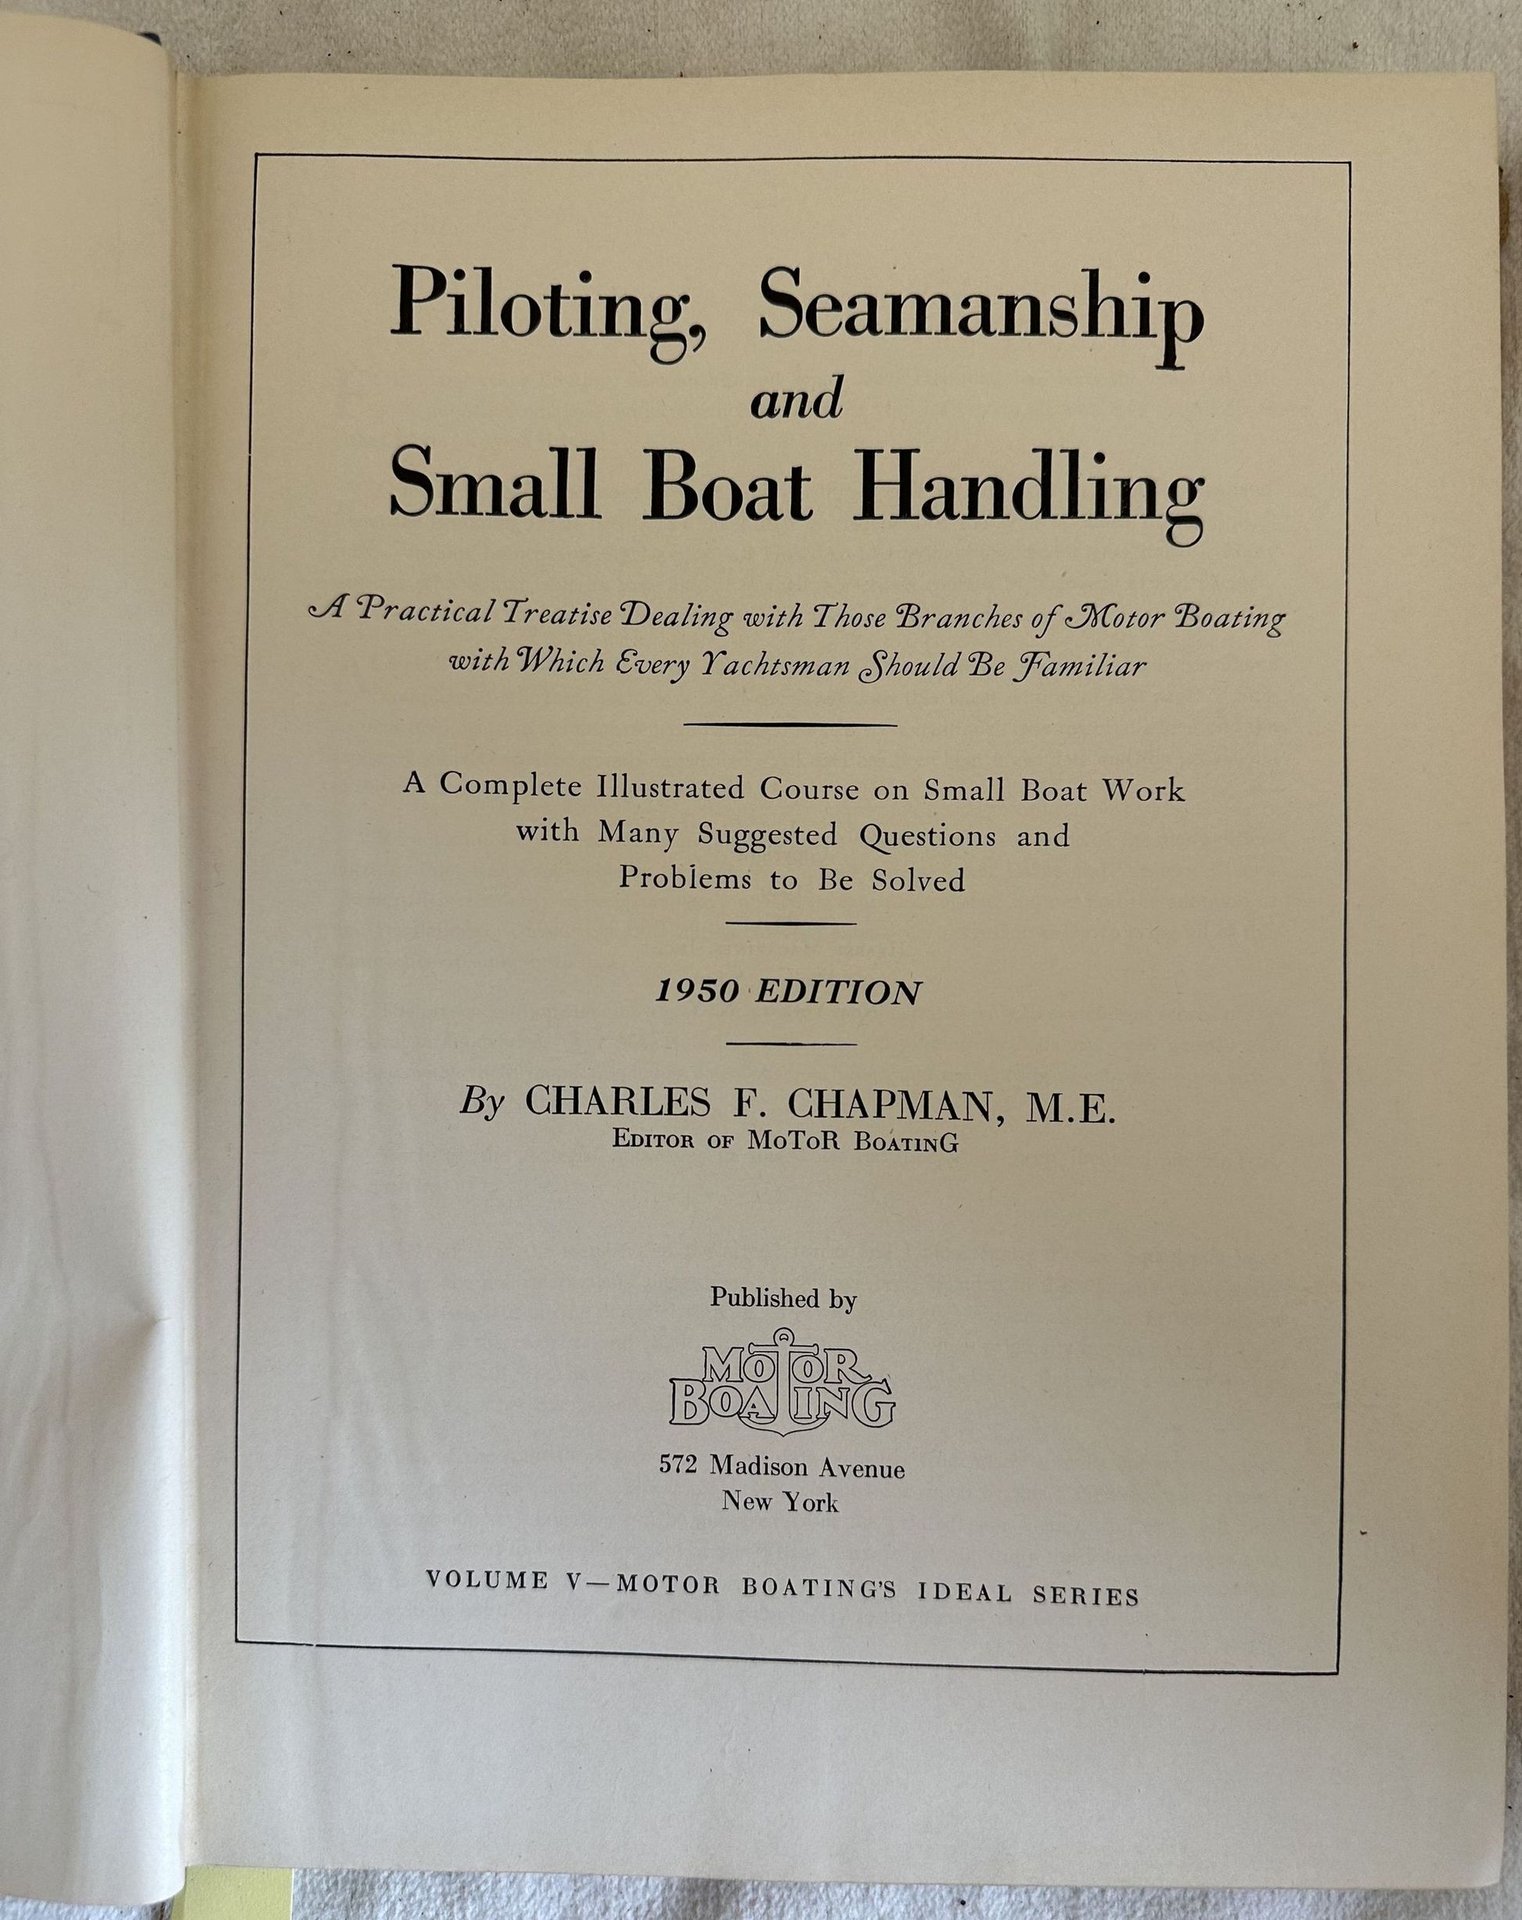 Piloting, Seamanship
and
Small Boat Handling
A Practical Treatise Dealing with Those Branches of Motor Boating
with Which Every Yachtsman Should Be Familiar
A Complete Illustrated Course on Small Boat Work
with Many Suggested Questions and
Problems to Be Solved
1950 EDITION
By CHARLES F. CHAPMAN, M.E.
EDITOR OF MoToR BOATING
Published by
MOTOR
BOATING
572 Madison Avenue
New York
VOLUME V—MOTOR BOATING'S IDEAL SERIES